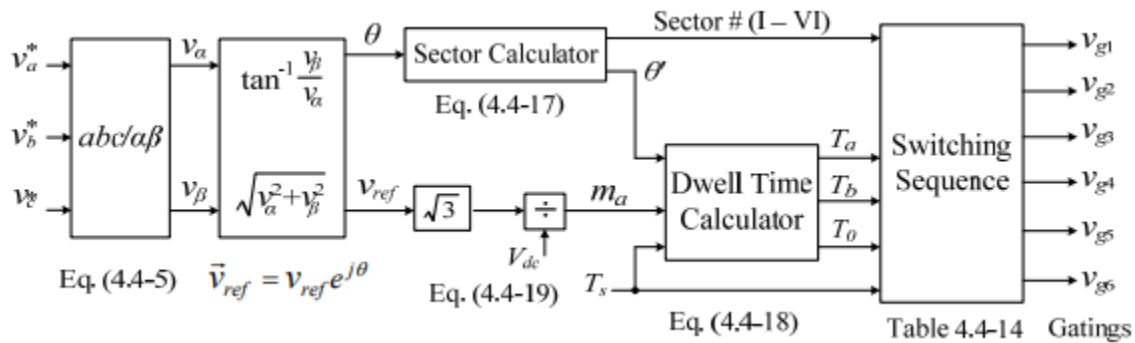 v*a
v*b
v*c
abc/αβ
Eq. (4.4-5)
vα
vβ
tan⁻¹ vβ/vα
√(v²α+v²β)
v⃗ref = vref e^jθ
θ
vref
Sector Calculator
Eq. (4.4-17)
Sector # (I – VI)
θ'
√3
÷
Vdc
Eq. (4.4-19)
ma
Ts
Dwell Time
Calculator
Eq. (4.4-18)
Ta
Tb
T0
Switching
Sequence
Table 4.4-14
vg1
vg2
vg3
vg4
vg5
vg6
Gatings